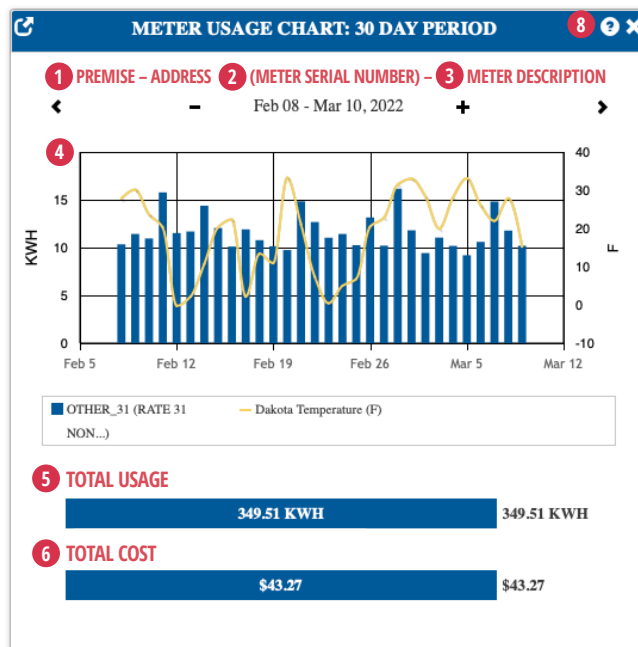 METER USAGE CHART: 30 DAY PERIOD 8 ?
1 PREMISE – ADDRESS 2 (METER SERIAL NUMBER) – 3 METER DESCRIPTION
Feb 08 - Mar 10, 2022
4
KWH
15
10
5
0
40
30
20
10
0
-10
F
Feb 5 Feb 12 Feb 19 Feb 26 Mar 5 Mar 12
OTHER_31 (RATE 31 Dakota Temperature (F)
NON...)
5 TOTAL USAGE
349.51 KWH 349.51 KWH
6 TOTAL COST
$43.27 $43.27